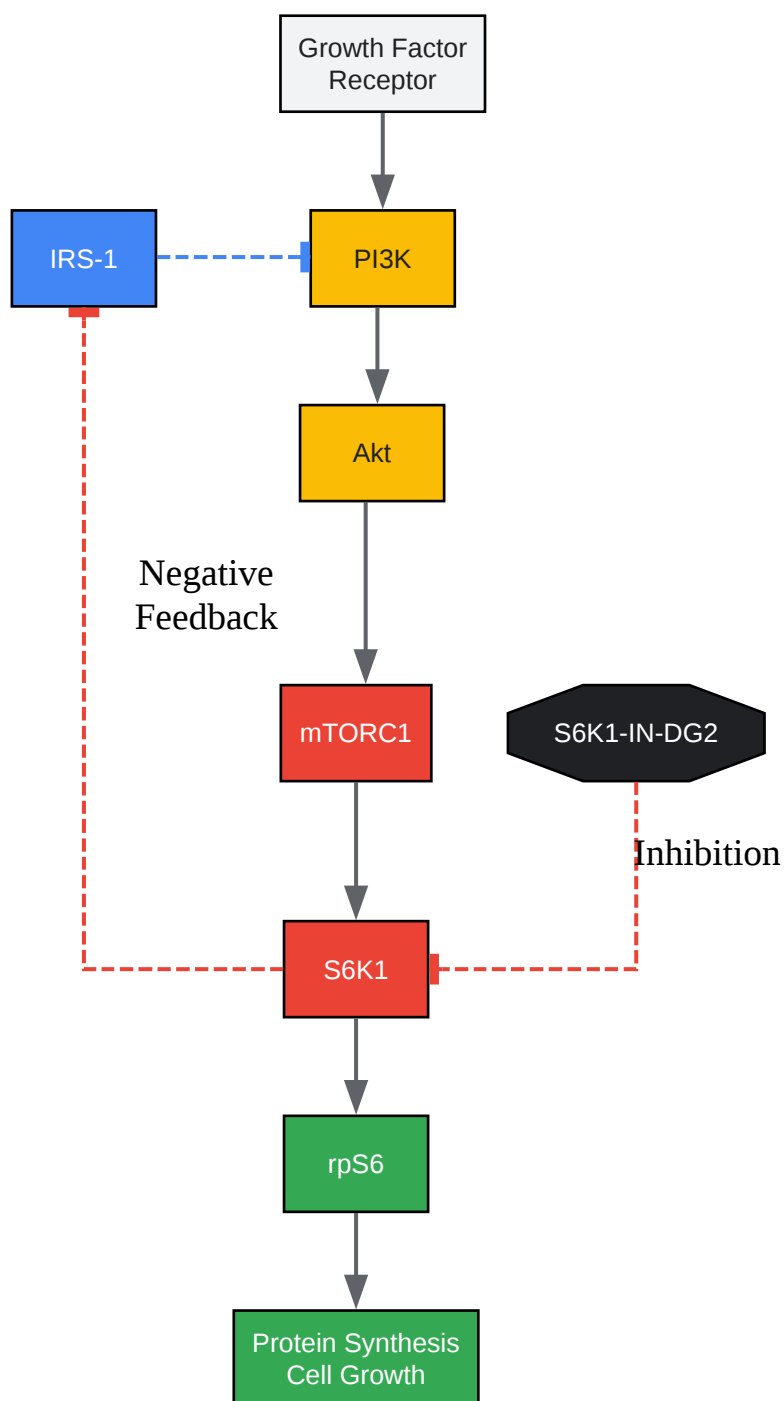 Growth Factor
Receptor
IRS-1
PI3K
Akt
Negative
Feedback
mTORC1
S6K1-IN-DG2
Inhibition
S6K1
rpS6
Protein Synthesis
Cell Growth